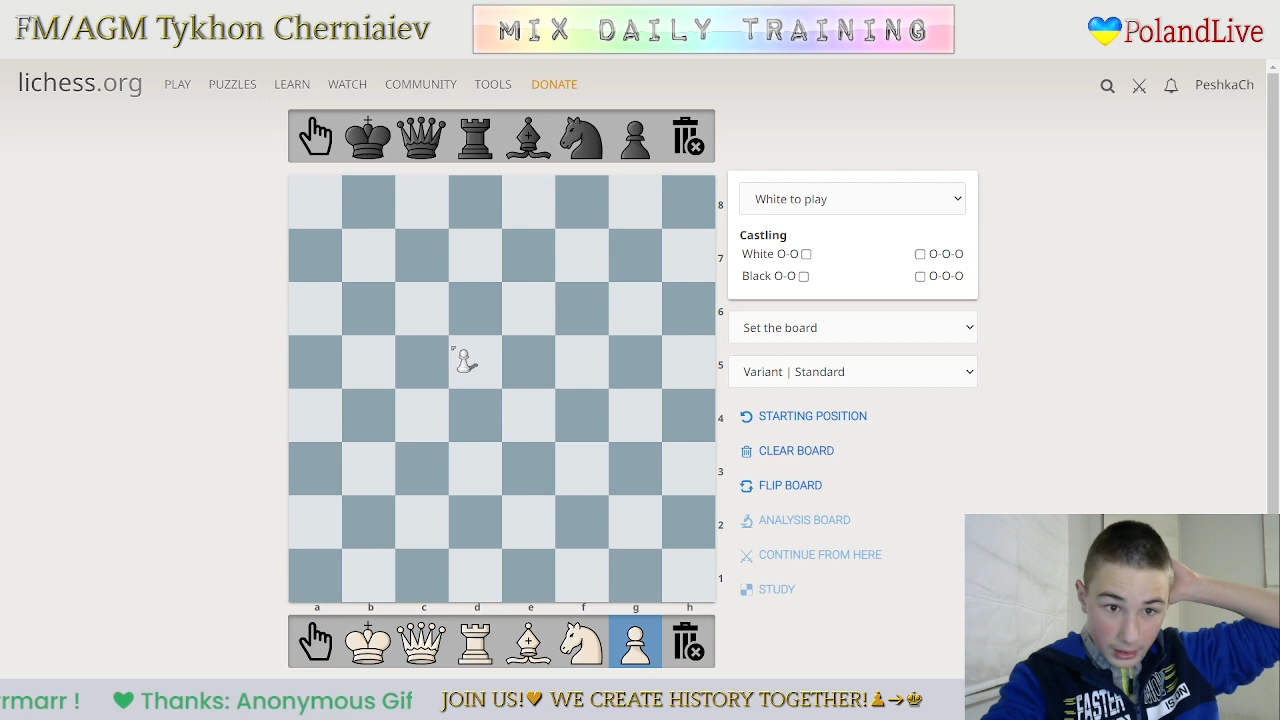 FM/AGM Tykhon Cherniaiev
MIX DAILY TRAINING
PolandLive
lichess.org PLAY PUZZLES LEARN WATCH COMMUNITY TOOLS DONATE PeshkaCh
White to play
Castling
White O-O O-O-O
Black O-O O-O-O
Set the board
Variant | Standard
STARTING POSITION
CLEAR BOARD
FLIP BOARD
ANALYSIS BOARD
CONTINUE FROM HERE
STUDY
8
7
6
5
4
3
2
1
a b c d e f g h
FASTER
rmarr ! Thanks: Anonymous Gif JOIN US! WE CREATE HISTORY TOGETHER!